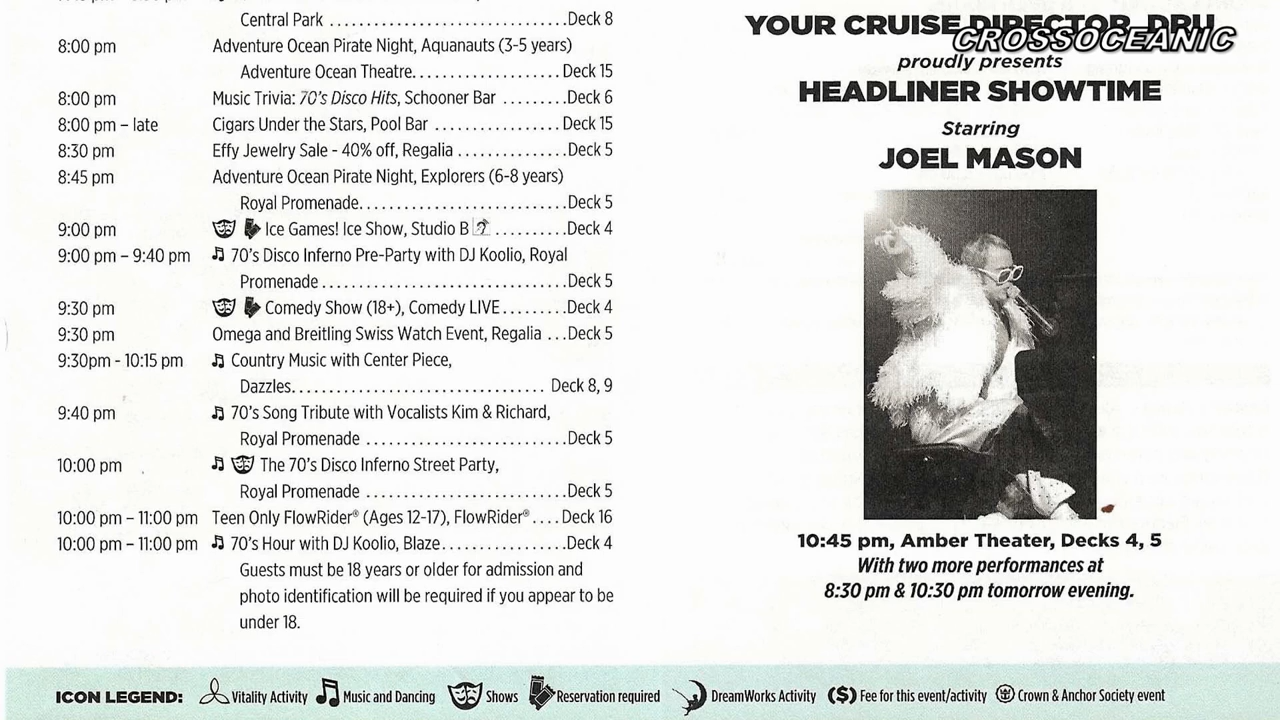 Central Park ........................................Deck 8
8:00 pm Adventure Ocean Pirate Night, Aquanauts (3-5 years)
Adventure Ocean Theatre.........................Deck 15
8:00 pm Music Trivia: 70's Disco Hits, Schooner Bar .........Deck 6
8:00 pm – late Cigars Under the Stars, Pool Bar .....................Deck 15
8:30 pm Effy Jewelry Sale - 40% off, Regalia ..................Deck 5
8:45 pm Adventure Ocean Pirate Night, Explorers (6-8 years)
Royal Promenade...................................Deck 5
9:00 pm Ice Games! Ice Show, Studio B ...............Deck 4
9:00 pm – 9:40 pm 70's Disco Inferno Pre-Party with DJ Koolio, Royal
Promenade .........................................Deck 5
9:30 pm Comedy Show (18+), Comedy LIVE...........Deck 4
9:30 pm Omega and Breitling Swiss Watch Event, Regalia ...Deck 5
9:30pm - 10:15 pm Country Music with Center Piece,
Dazzles.......................................... Deck 8, 9
9:40 pm 70's Song Tribute with Vocalists Kim & Richard,
Royal Promenade ..................................Deck 5
10:00 pm The 70's Disco Inferno Street Party,
Royal Promenade ..................................Deck 5
10:00 pm – 11:00 pm Teen Only FlowRider® (Ages 12-17), FlowRider®....Deck 16
10:00 pm – 11:00 pm 70's Hour with DJ Koolio, Blaze.....................Deck 4
Guests must be 18 years or older for admission and
photo identification will be required if you appear to be
under 18.
YOUR CRUISE DIRECTOR, DRU
CROSSOCEANIC
proudly presents
HEADLINER SHOWTIME
Starring
JOEL MASON
10:45 pm, Amber Theater, Decks 4, 5
With two more performances at
8:30 pm & 10:30 pm tomorrow evening.
ICON LEGEND: Vitality Activity Music and Dancing Shows Reservation required DreamWorks Activity ($) Fee for this event/activity Crown & Anchor Society event